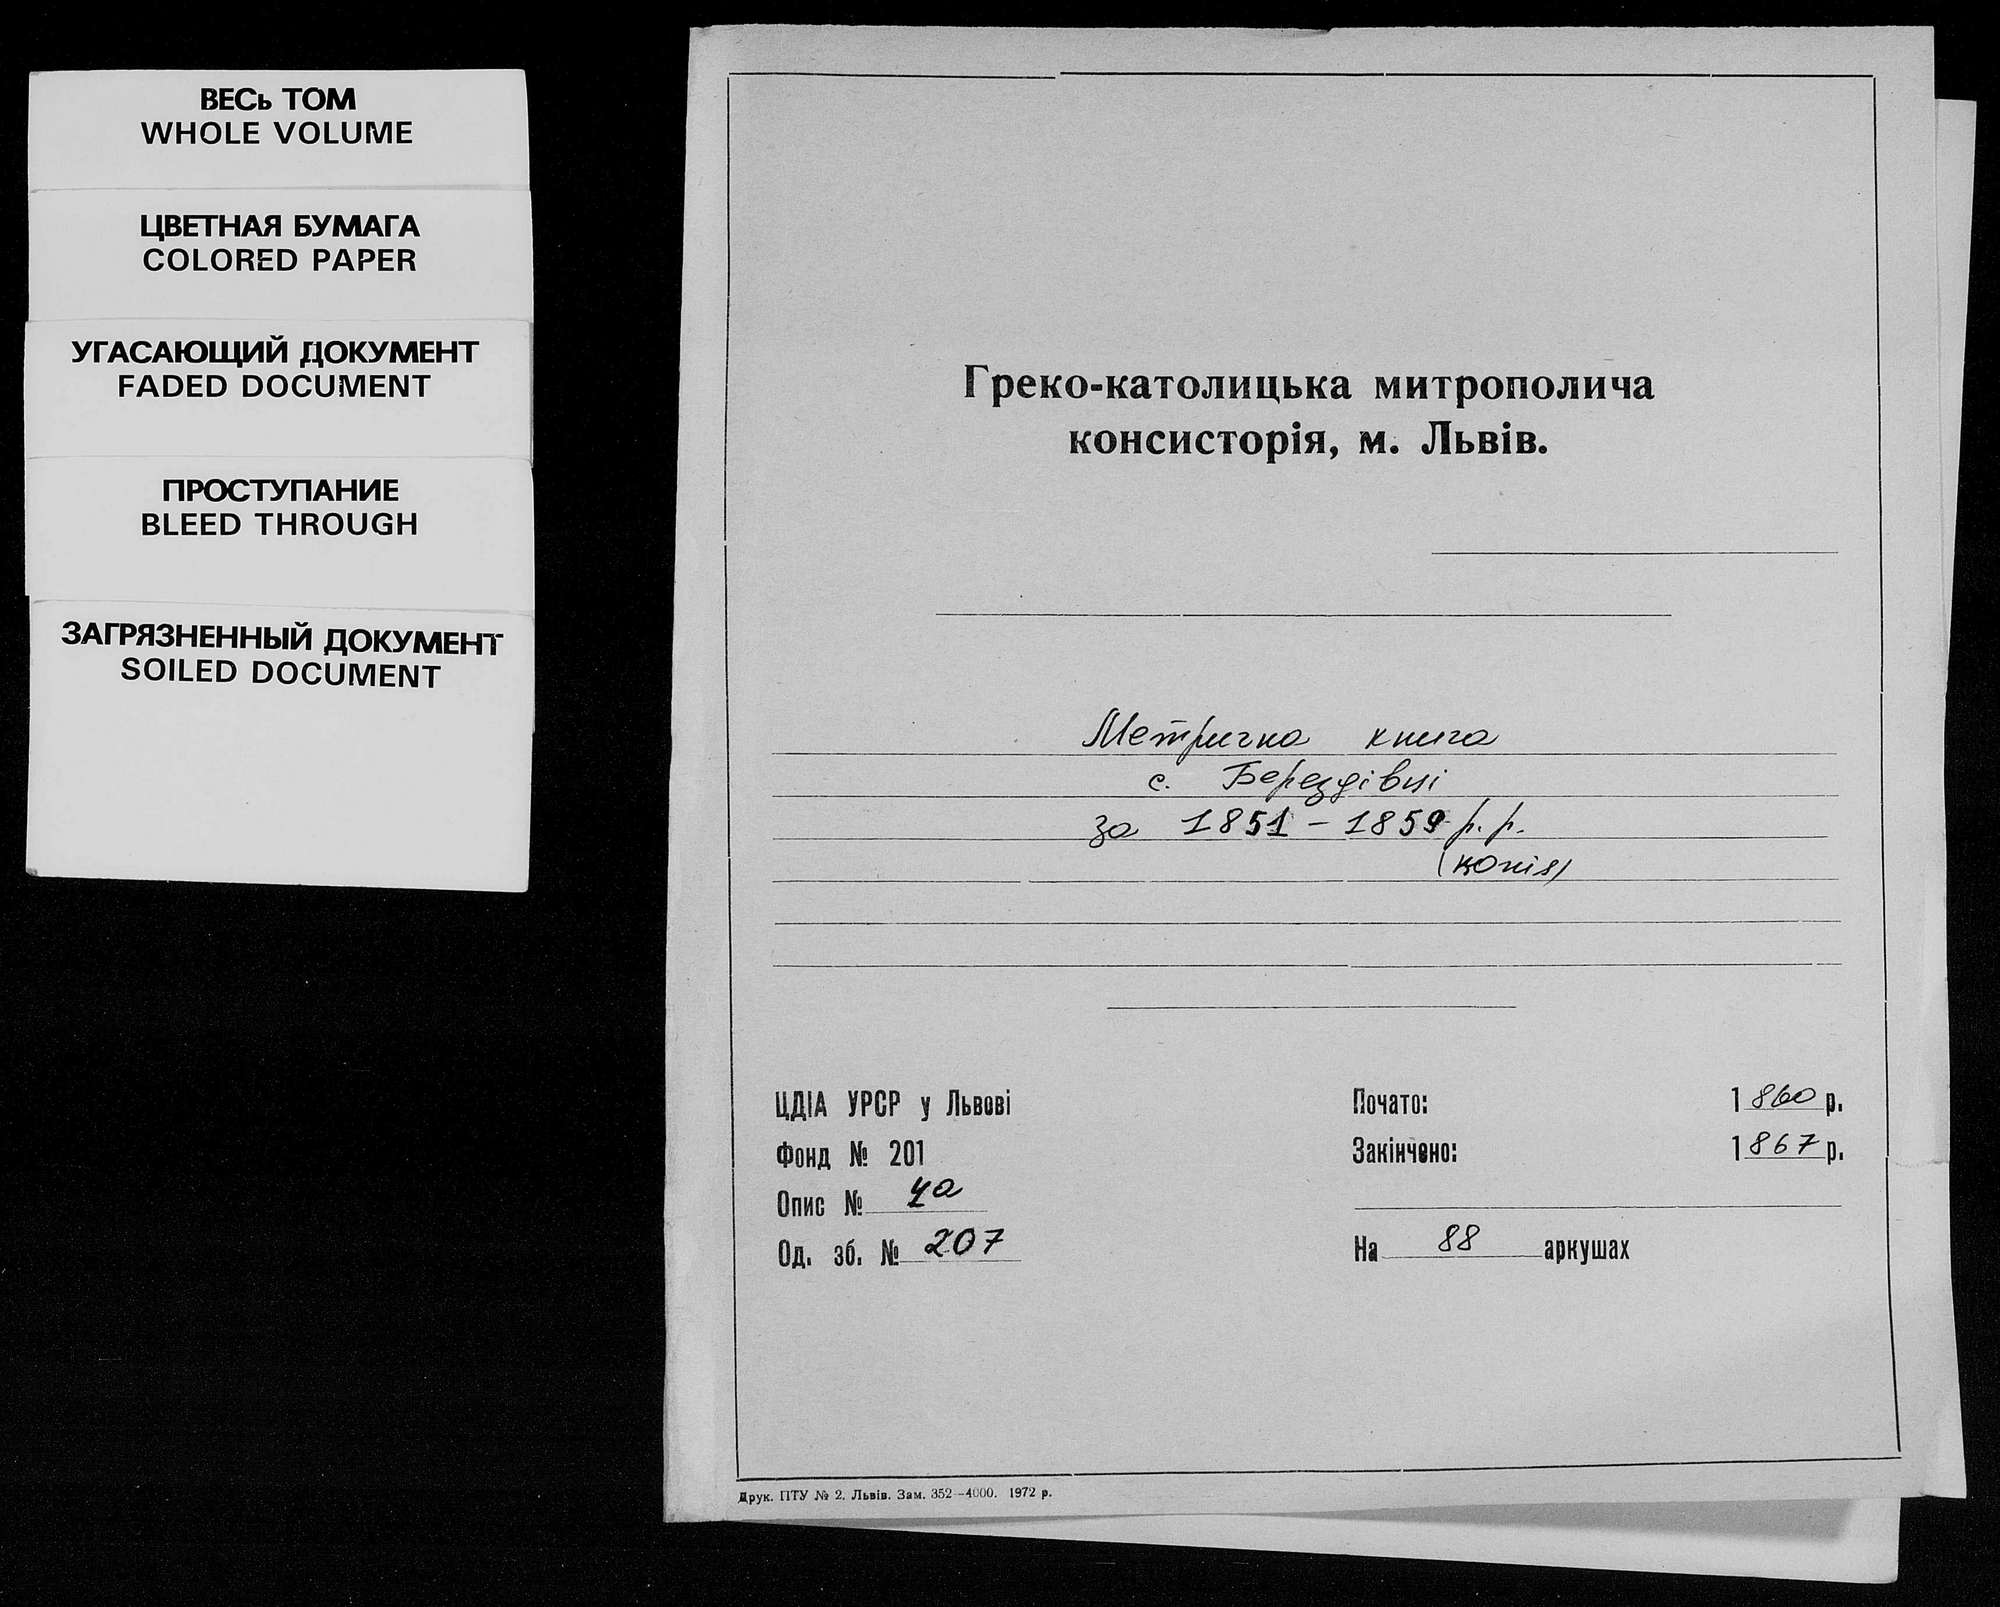 ВЕСь ТОМ
WHOLE VOLUME
ЦВЕТНАЯ БУМАГА
COLORED PAPER
УГАСАЮЩИЙ ДОКУМЕНТ
FADED DOCUMENT
ПРОСТУПАНИЕ
BLEED THROUGH
ЗАГРЯЗНЕННЫЙ ДОКУМЕНТ
SOILED DOCUMENT
Греко-католицька митрополича
консисторія, м. Львів.
Метрична книга
с. Берездівці
за 1851-1859 р.р.
(копія)
ЦДІА УРСР у Львові
Фонд № 201
Опис № 4а
Од. зб. № 207
Почато: 1860 р.
Закінчено: 1867 р.
На 88 аркушах
Друк. ПТУ № 2. Львів. Зам. 352-4000. 1972 р.